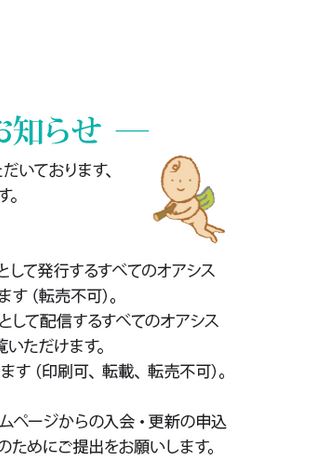 お知らせ ―
ただいております、
す。
として発行するすべてのオアシス
ます（転売不可）。
として配信するすべてのオアシス
覧いただけます。
ます（印刷可、転載、転売不可）。
ムページからの入会・更新の申込
のためにご提出をお願いします。